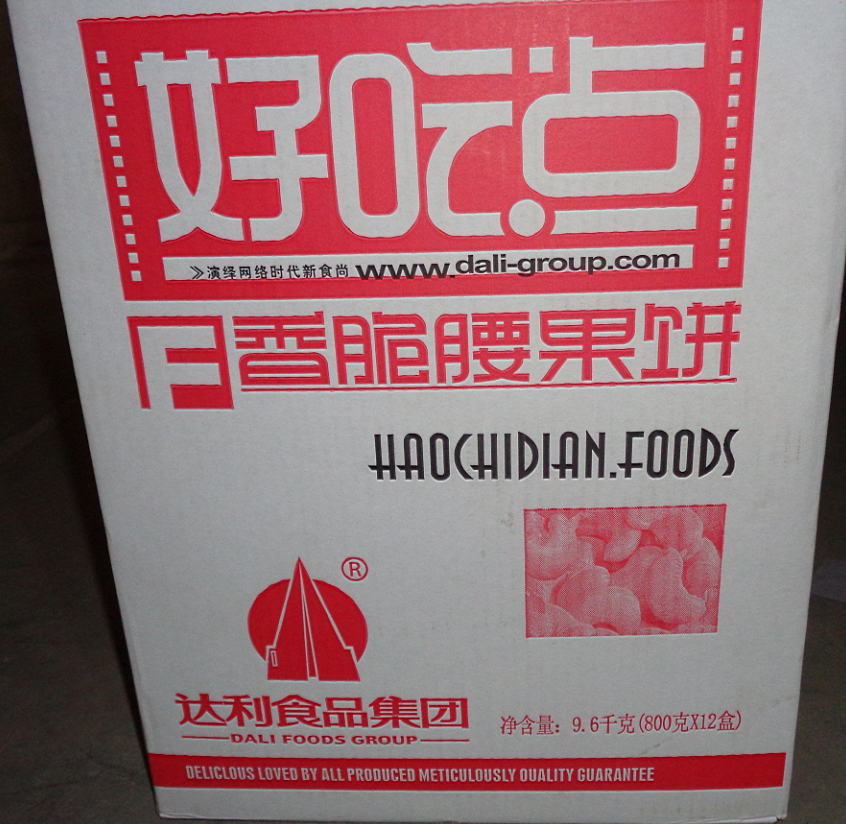 好吃点
≫演绎网络时代新食尚 www.dali-group.com
香脆腰果饼
HAOCHIDIAN.FOODS
®
达利食品集团
DALI FOODS GROUP
净含量：9.6千克(800克X12盒)
DELICLOUS LOVED BY ALL PRODUCED METICULOUSLY QUALITY GUARANTEE